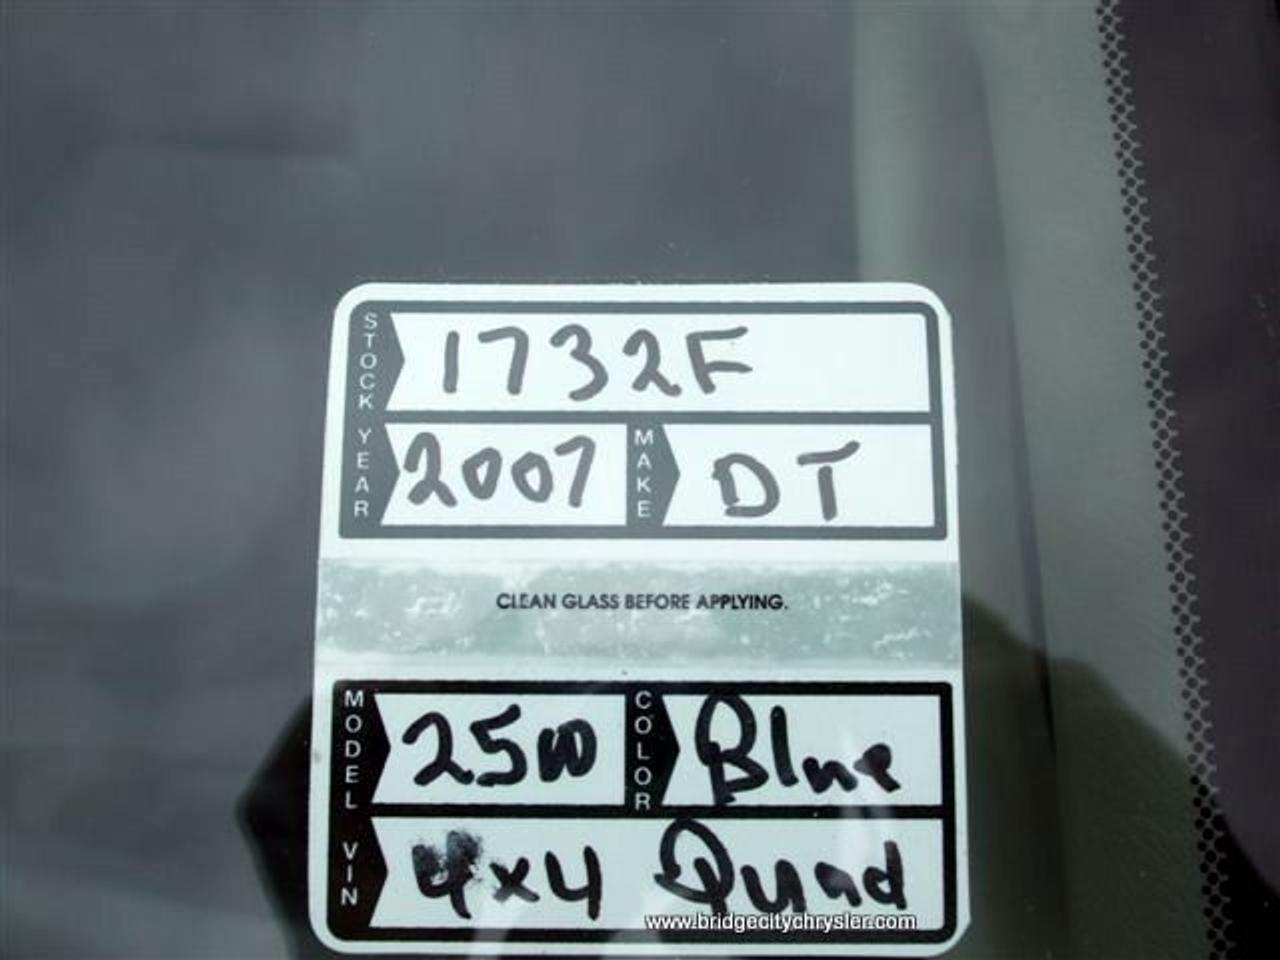 STOCK 1732F
YEAR 2007 MAKE DT
CLEAN GLASS BEFORE APPLYING.
MODEL 2500 COLOR Blue
VIN 4x4 Quad
www.bridgecitychrysler.com